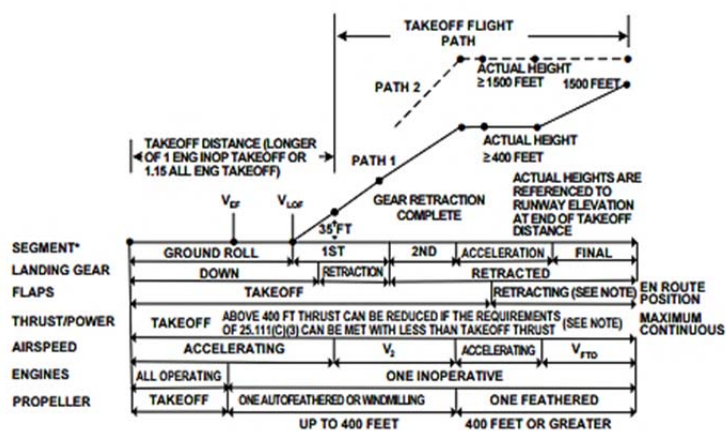 TAKEOFF FLIGHT
PATH
ACTUAL HEIGHT
≥ 1500 FEET
1500 FEET
PATH 2
TAKEOFF DISTANCE (LONGER
OF 1 ENG INOP TAKEOFF OR
1.15 ALL ENG TAKEOFF)
PATH 1
ACTUAL HEIGHT
≥400 FEET
GEAR RETRACTION
COMPLETE
ACTUAL HEIGHTS ARE
REFERENCED TO
RUNWAY ELEVATION
AT END OF TAKEOFF
DISTANCE
VEF
VLOF
35 FT
SEGMENT* GROUND ROLL 1ST 2ND ACCELERATION FINAL
LANDING GEAR DOWN RETRACTION RETRACTED
FLAPS TAKEOFF RETRACTING (SEE NOTE) EN ROUTE
POSITION
THRUST/POWER TAKEOFF ABOVE 400 FT THRUST CAN BE REDUCED IF THE REQUIREMENTS
OF 25.111(C)(3) CAN BE MET WITH LESS THAN TAKEOFF THRUST (SEE NOTE) MAXIMUM
CONTINUOUS
AIRSPEED ACCELERATING V2 ACCELERATING VFTO
ENGINES ALL OPERATING ONE INOPERATIVE
PROPELLER TAKEOFF ONE AUTOFEATHERED OR WINDMILLING ONE FEATHERED
UP TO 400 FEET 400 FEET OR GREATER